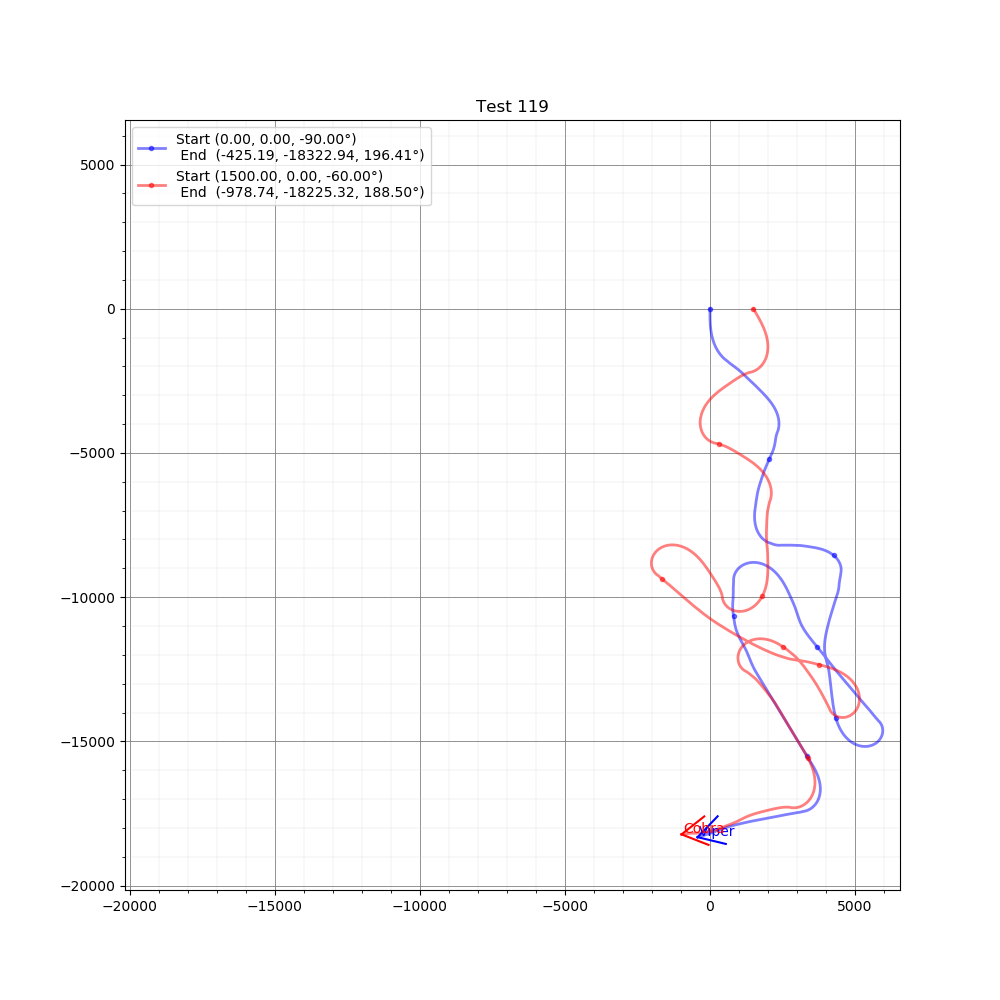 Test 119
Start (0.00, 0.00, -90.00°)
End (-425.19, -18322.94, 196.41°)
Start (1500.00, 0.00, -60.00°)
End (-978.74, -18225.32, 188.50°)
5000
0
−5000
−10000
−15000
−20000
Cobra
Viper
−20000 −15000 −10000 −5000 0 5000